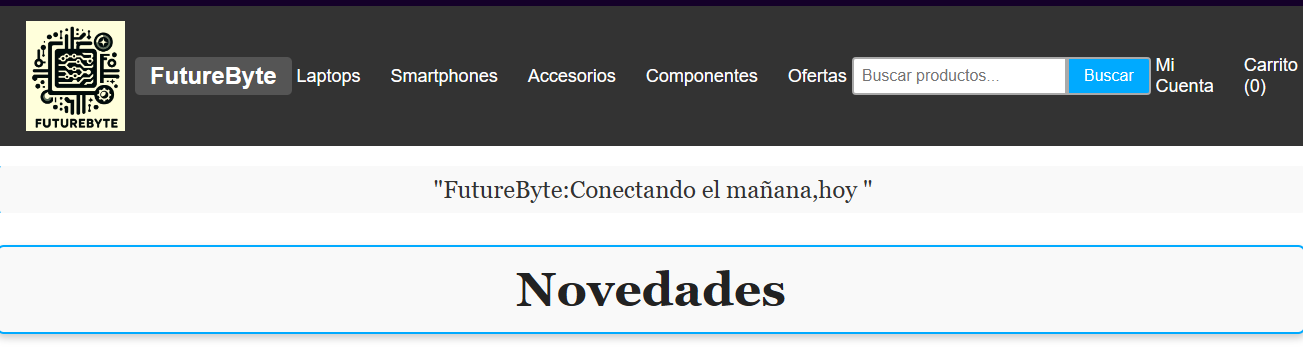 FUTUREBYTE
FutureByte
Laptops
Smartphones
Accesorios
Componentes
Ofertas
Buscar productos...
Buscar
Mi
Cuenta
Carrito
(0)
"FutureByte:Conectando el mañana,hoy "
Novedades